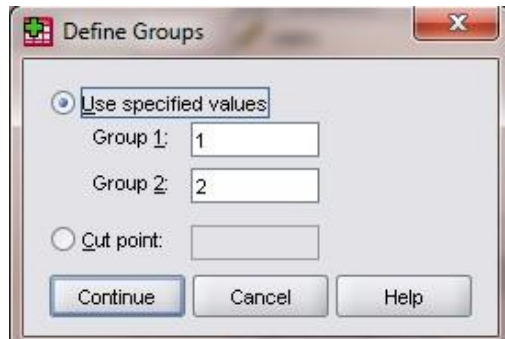 Define Groups
Use specified values
Group 1: 1
Group 2: 2
Cut point:
Continue Cancel Help